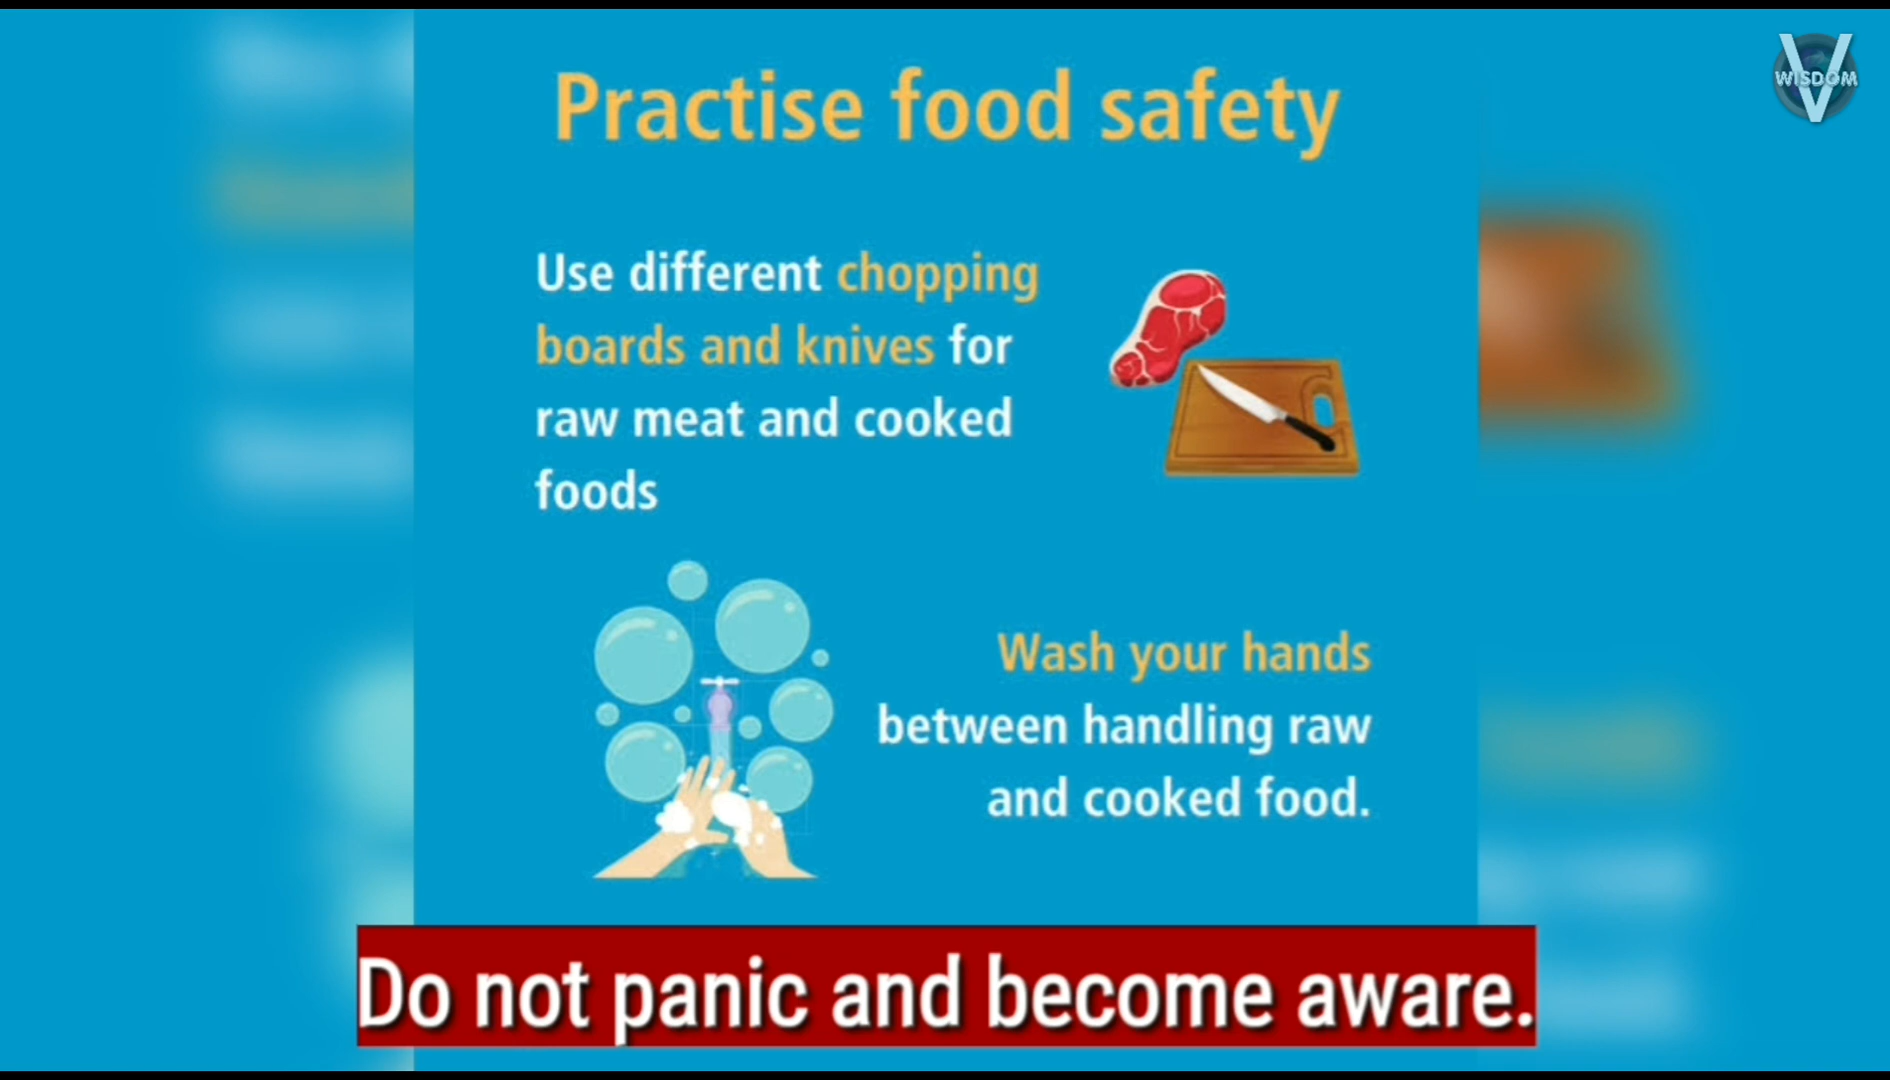 Practise food safety
WISDOM
V
Use different chopping
boards and knives for
raw meat and cooked
foods
Wash your hands
between handling raw
and cooked food.
Do not panic and become aware.